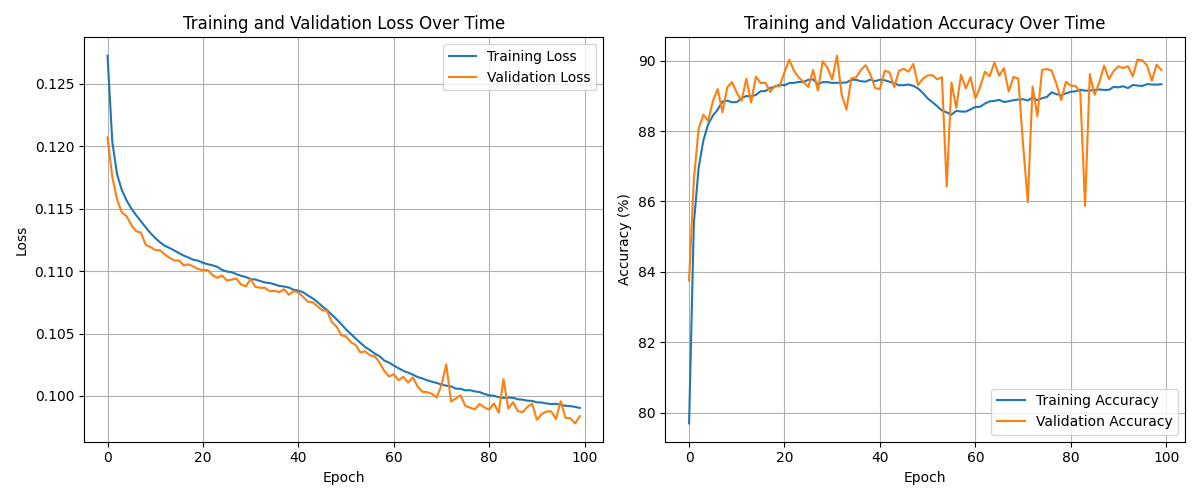 Training and Validation Loss Over Time
Training Loss
Validation Loss
0.125
0.120
0.115
0.110
0.105
0.100
Loss
0 20 40 60 80 100
Epoch
Training and Validation Accuracy Over Time
90
88
86
84
82
80
Accuracy (%)
Training Accuracy
Validation Accuracy
0 20 40 60 80 100
Epoch